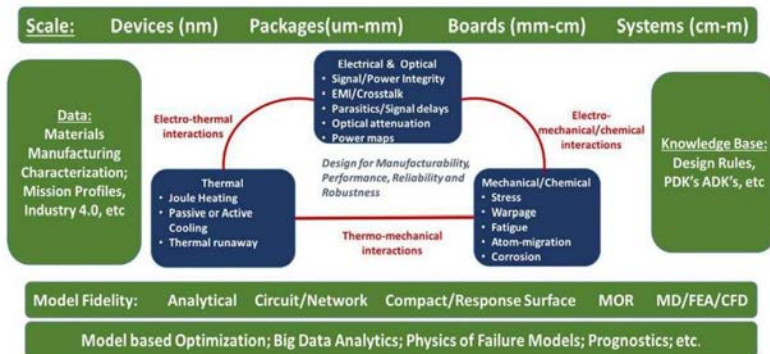 Scale: Devices (nm) Packages(um-mm) Boards (mm-cm) Systems (cm-m)
Data:
Materials
Manufacturing
Characterization;
Mission Profiles,
Industry 4.0, etc
Electro-thermal
interactions
Electrical & Optical
• Signal/Power Integrity
• EMI/Crosstalk
• Parasitics/Signal delays
• Optical attenuation
• Power maps
Electro-
mechanical/chemical
interactions
Knowledge Base:
Design Rules,
PDK's ADK's, etc
Design for Manufacturability,
Performance, Reliability and
Robustness
Thermal
• Joule Heating
• Passive or Active
Cooling
• Thermal runaway
Thermo-mechanical
interactions
Mechanical/Chemical
• Stress
• Warpage
• Fatigue
• Atom-migration
• Corrosion
Model Fidelity: Analytical Circuit/Network Compact/Response Surface MOR MD/FEA/CFD
Model based Optimization; Big Data Analytics; Physics of Failure Models; Prognostics; etc.